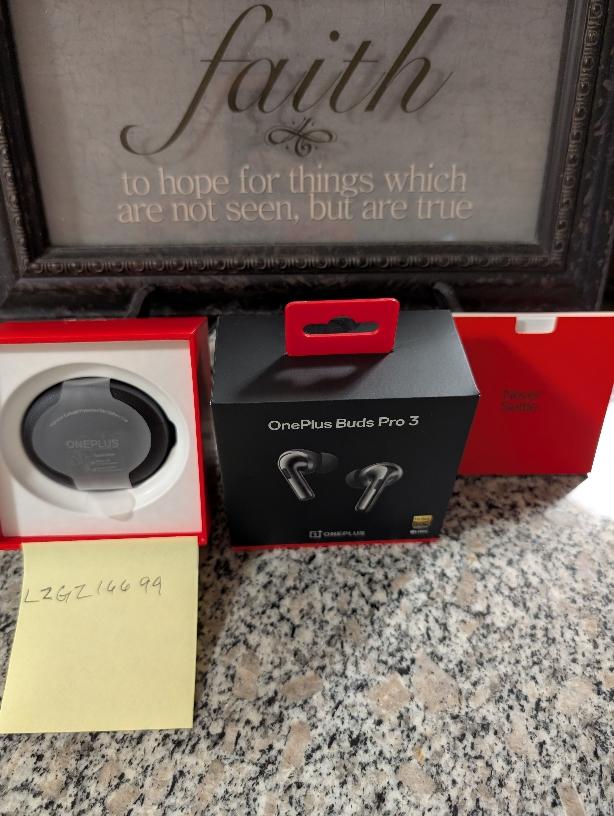 faith
to hope for things which
are not seen, but are true
OnePlus Buds Pro 3
ONEPLUS
ONEPLUS
Never
Settle